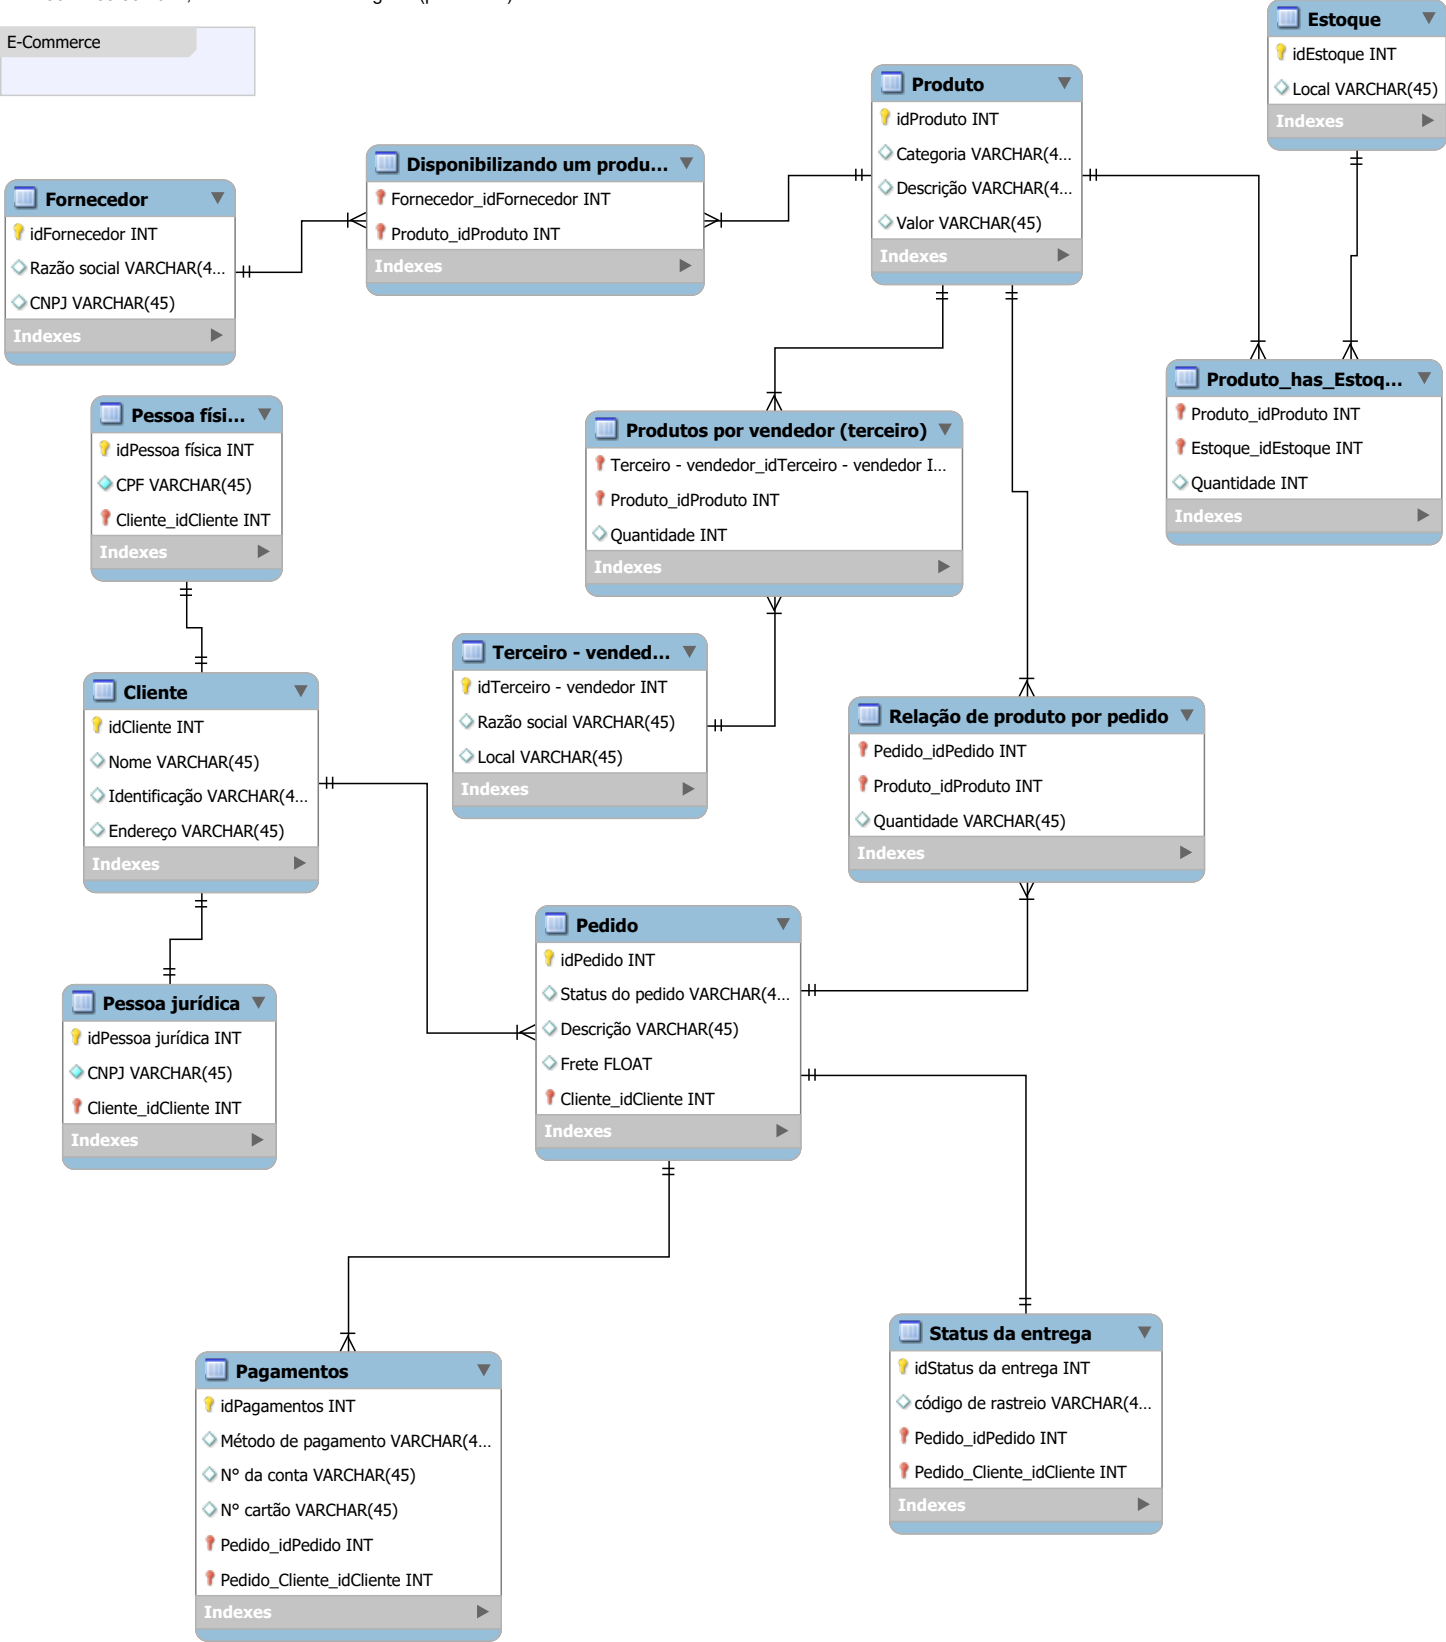 E-Commerce
Estoque
idEstoque INT
Local VARCHAR(45)
Indexes
Produto
idProduto INT
Categoria VARCHAR(4...
Descrição VARCHAR(4...
Valor VARCHAR(45)
Indexes
Disponibilizando um produ...
Fornecedor_idFornecedor INT
Produto_idProduto INT
Indexes
Fornecedor
idFornecedor INT
Razão social VARCHAR(4...
CNPJ VARCHAR(45)
Indexes
Produto_has_Estoq...
Produto_idProduto INT
Estoque_idEstoque INT
Quantidade INT
Indexes
Pessoa físi...
idPessoa física INT
CPF VARCHAR(45)
Cliente_idCliente INT
Indexes
Produtos por vendedor (terceiro)
Terceiro - vendedor_idTerceiro - vendedor I...
Produto_idProduto INT
Quantidade INT
Indexes
Terceiro - vended...
idTerceiro - vendedor INT
Razão social VARCHAR(45)
Local VARCHAR(45)
Indexes
Cliente
idCliente INT
Nome VARCHAR(45)
Identificação VARCHAR(4...
Endereço VARCHAR(45)
Indexes
Relação de produto por pedido
Pedido_idPedido INT
Produto_idProduto INT
Quantidade VARCHAR(45)
Indexes
Pedido
idPedido INT
Status do pedido VARCHAR(4...
Descrição VARCHAR(45)
Frete FLOAT
Cliente_idCliente INT
Indexes
Pessoa jurídica
idPessoa jurídica INT
CNPJ VARCHAR(45)
Cliente_idCliente INT
Indexes
Status da entrega
idStatus da entrega INT
código de rastreio VARCHAR(4...
Pedido_idPedido INT
Pedido_Cliente_idCliente INT
Indexes
Pagamentos
idPagamentos INT
Método de pagamento VARCHAR(4...
N° da conta VARCHAR(45)
N° cartão VARCHAR(45)
Pedido_idPedido INT
Pedido_Cliente_idCliente INT
Indexes